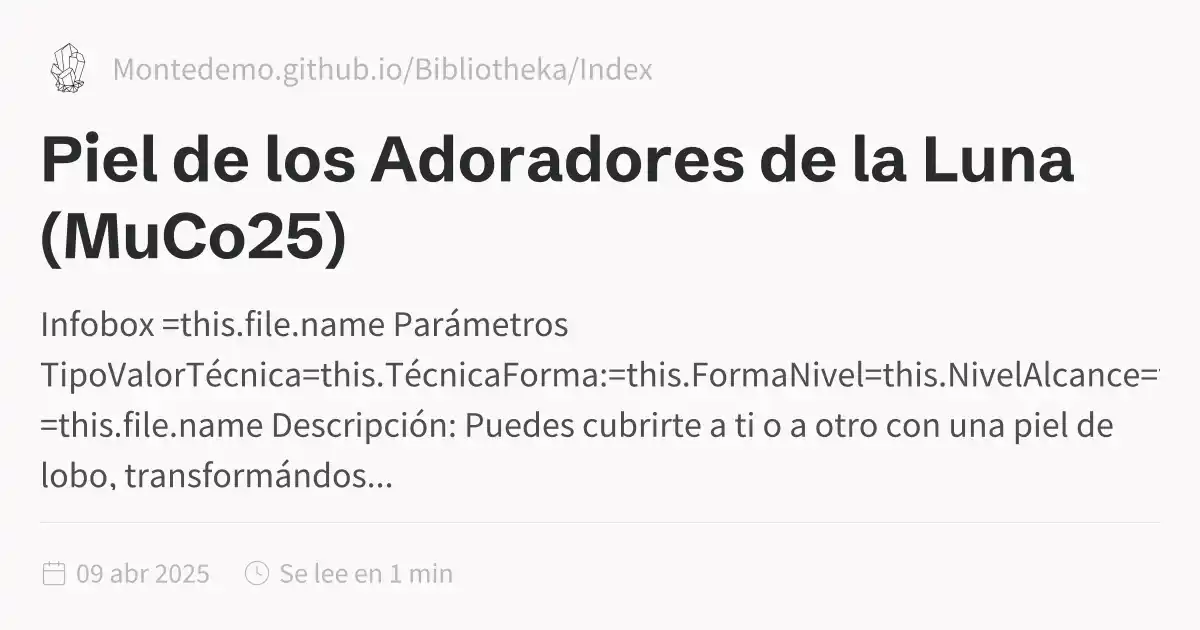 Montedemo.github.io/Bibliotheka/Index
Piel de los Adoradores de la Luna
(MuCo25)
Infobox =this.file.name Parámetros
TipoValorTécnica=this.TécnicaForma:=this.FormaNivel=this.NivelAlcance=
=this.file.name Descripción: Puedes cubrirte a ti o a otro con una piel de
lobo, transformándos...
09 abr 2025 Se lee en 1 min